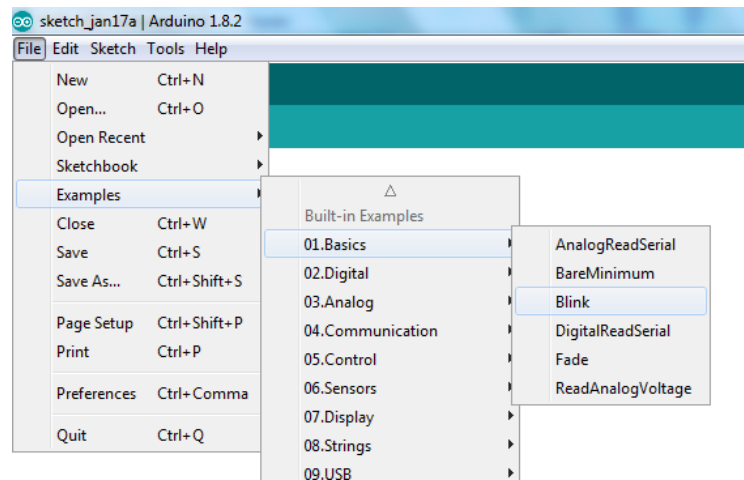 sketch_jan17a | Arduino 1.8.2
File Edit Sketch Tools Help
New Ctrl+N
Open... Ctrl+O
Open Recent
Sketchbook
Examples
Close Ctrl+W
Save Ctrl+S
Save As... Ctrl+Shift+S
Page Setup Ctrl+Shift+P
Print Ctrl+P
Preferences Ctrl+Comma
Quit Ctrl+Q
Built-in Examples
01.Basics
02.Digital
03.Analog
04.Communication
05.Control
06.Sensors
07.Display
08.Strings
09.USB
AnalogReadSerial
BareMinimum
Blink
DigitalReadSerial
Fade
ReadAnalogVoltage